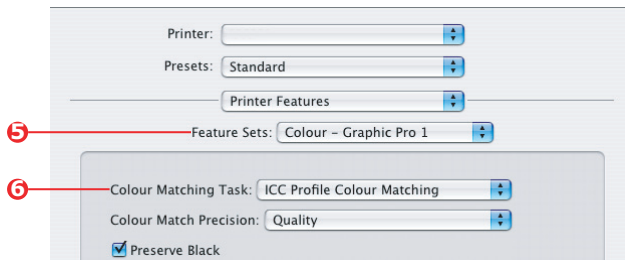 Printer:
Presets: Standard
Printer Features
5 Feature Sets: Colour – Graphic Pro 1
6 Colour Matching Task: ICC Profile Colour Matching
Colour Match Precision: Quality
Preserve Black